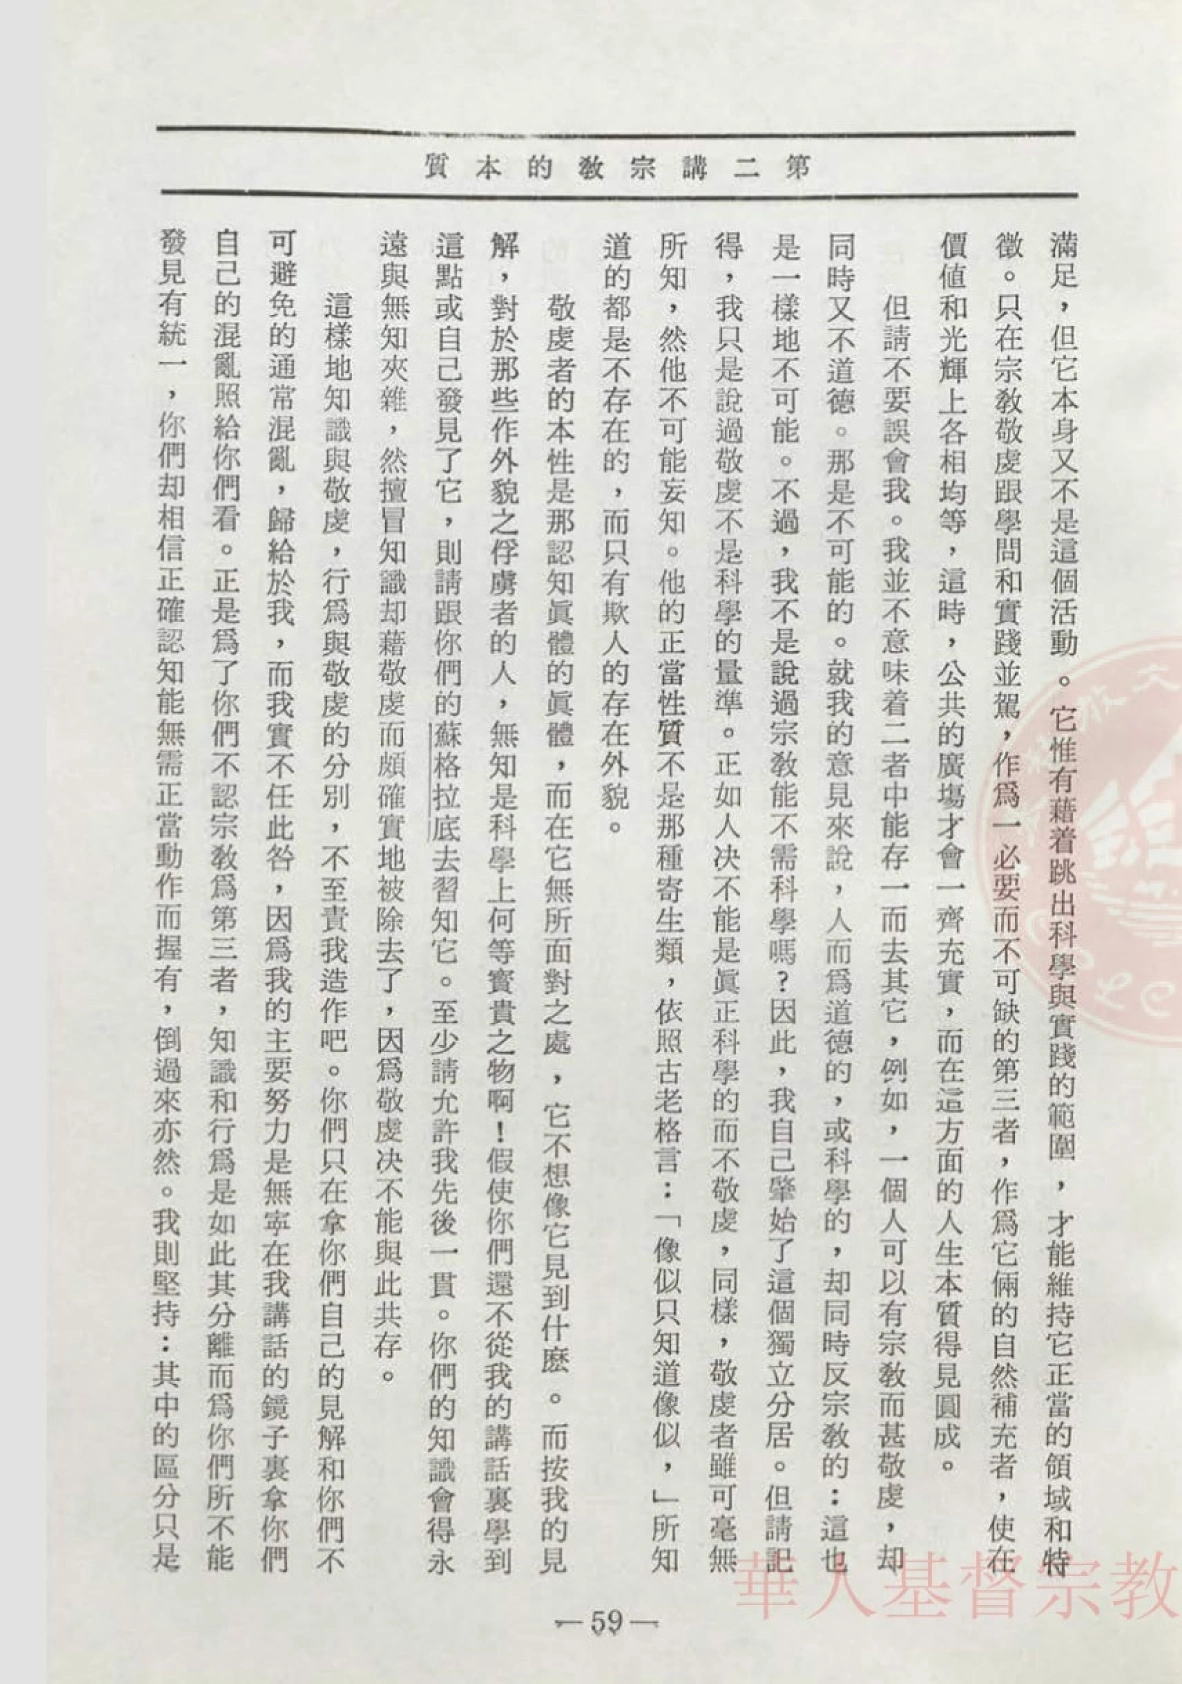 第二講宗教的本質
滿足，但它本身又不是這個活動。它惟有藉着跳出科學與實踐的範圍，才能維持它正當的領域和特
徵。只在宗教敬虔跟學問和實踐並駕，作爲一必要而不可缺的第三者，作爲它倆的自然補充者，使在
價値和光輝上各相均等，這時，公共的廣塲才會一齊充實，而在這方面的人生本質得見圓成。
但請不要誤會我。我並不意味着二者中能存一而去其它，例如，一個人可以有宗教而甚敬虔，却
同時又不道德。那是不可能的。就我的意見來說，人而爲道德的，或科學的，却同時反宗教的：這也
是一樣地不可能。不過，我不是說過宗教能不需科學嗎？因此，我自己肇始了這個獨立分居。但請記
得，我只是說過敬虔不是科學的量準。正如人决不能是眞正科學的而不敬虔，同樣，敬虔者雖可毫無
所知，然他不可能妄知。他的正當性質不是那種寄生類，依照古老格言：「像似只知道像似，」所知
道的都是不存在的，而只有欺人的存在外貌。
敬虔者的本性是那認知眞體的眞體，而在它無所面對之處，它不想像它見到什麽。而按我的見
解，對於那些作外貌之俘虜者的人，無知是科學上何等寳貴之物啊！假使你們還不從我的講話裏學到
這點或自己發見了它，則請跟你們的蘇格拉底去習知它。至少請允許我先後一貫。你們的知識會得永
遠與無知夾雜，然擅冒知識却藉敬虔而頗確實地被除去了，因爲敬虔决不能與此共存。
這樣地知識與敬虔，行爲與敬虔的分別，不至責我造作吧。你們只在拿你們自己的見解和你們不
可避免的通常混亂，歸給於我，而我實不任此咎，因爲我的主要努力是無寧在我講話的鏡子裏拿你們
自己的混亂照給你們看。正是爲了你們不認宗教爲第三者，知識和行爲是如此其分離而爲你們所不能
發見有統一，你們却相信正確認知能無需正當動作而握有，倒過來亦然。我則堅持：其中的區分只是
—59—
華人基督宗教